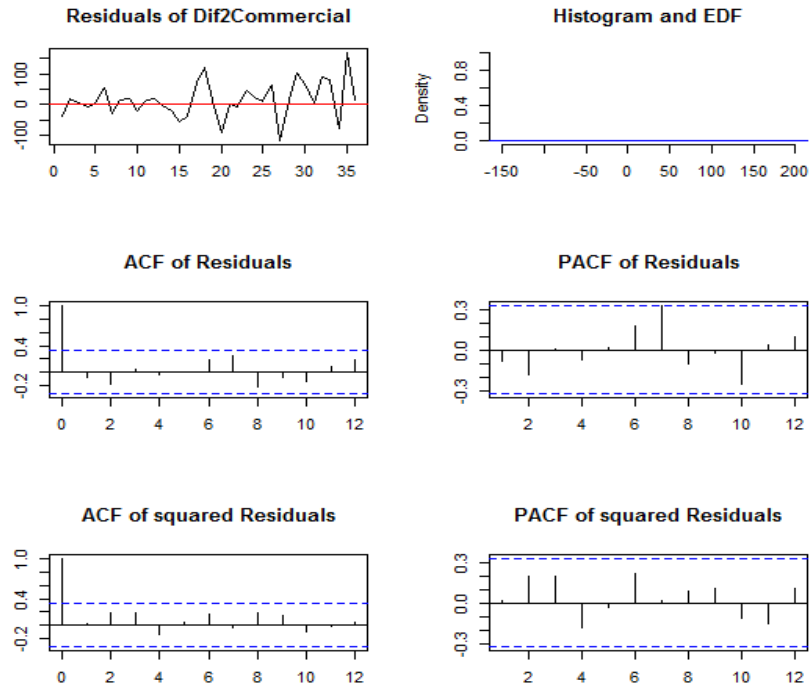 Residuals of Dif2Commercial
-100 0 100
0 5 10 15 20 25 30 35
Histogram and EDF
Density
0.0 0.4 0.8
-150 -50 0 50 100 150 200
ACF of Residuals
-0.2 0.4 1.0
0 2 4 6 8 10 12
PACF of Residuals
-0.3 0.0 0.3
2 4 6 8 10 12
ACF of squared Residuals
-0.2 0.4 1.0
0 2 4 6 8 10 12
PACF of squared Residuals
-0.3 0.0 0.3
2 4 6 8 10 12